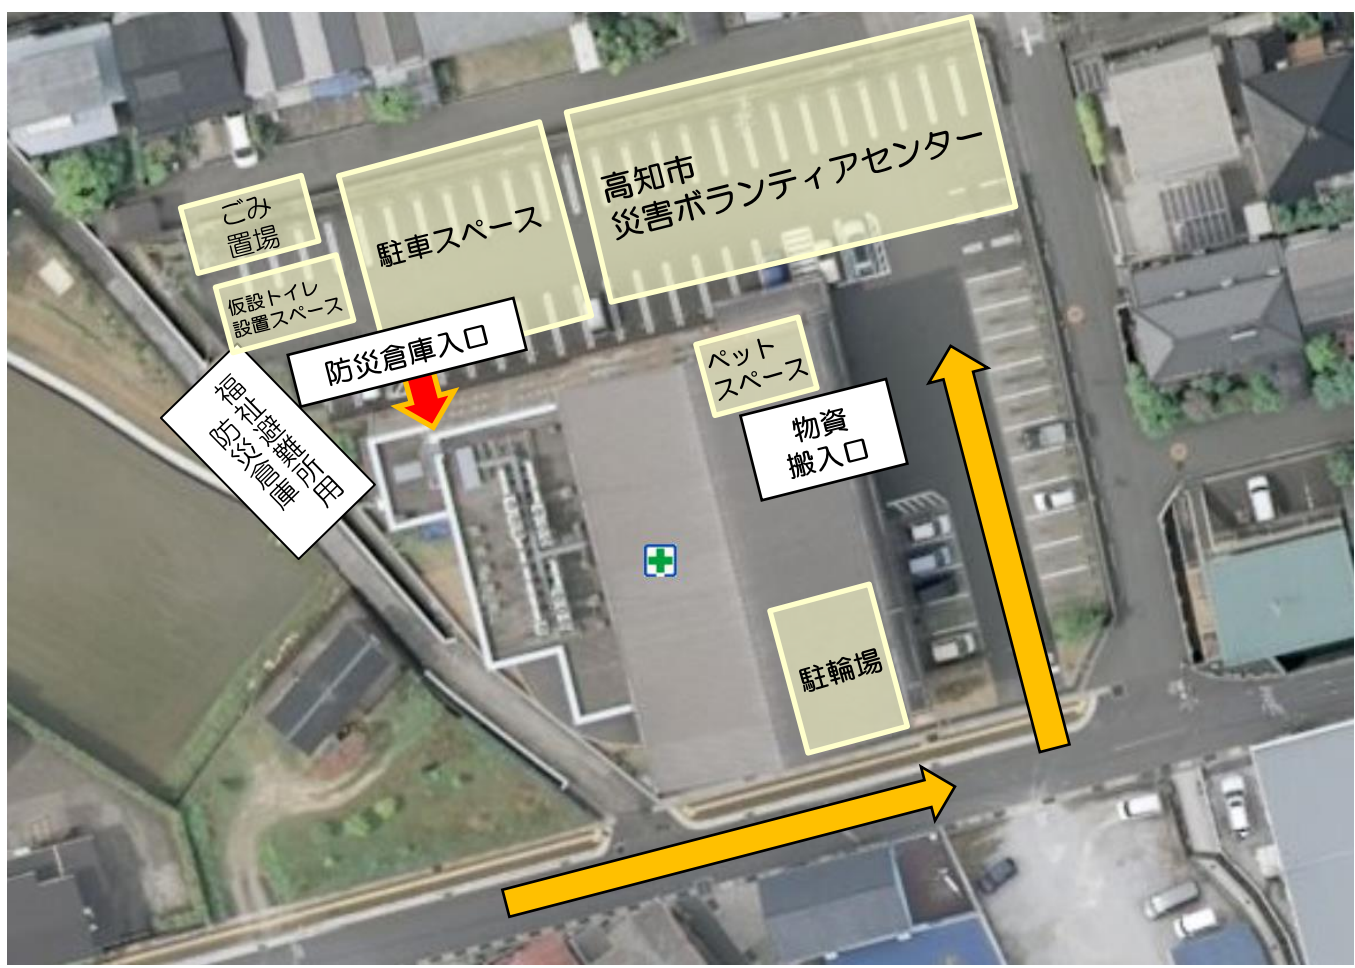 高知市
災害ボランティアセンター
駐車スペース
ごみ
置場
仮設トイレ
設置スペース
防災倉庫入口
福祉避難所用
防災倉庫
ペット
スペース
物資
搬入口
駐輪場